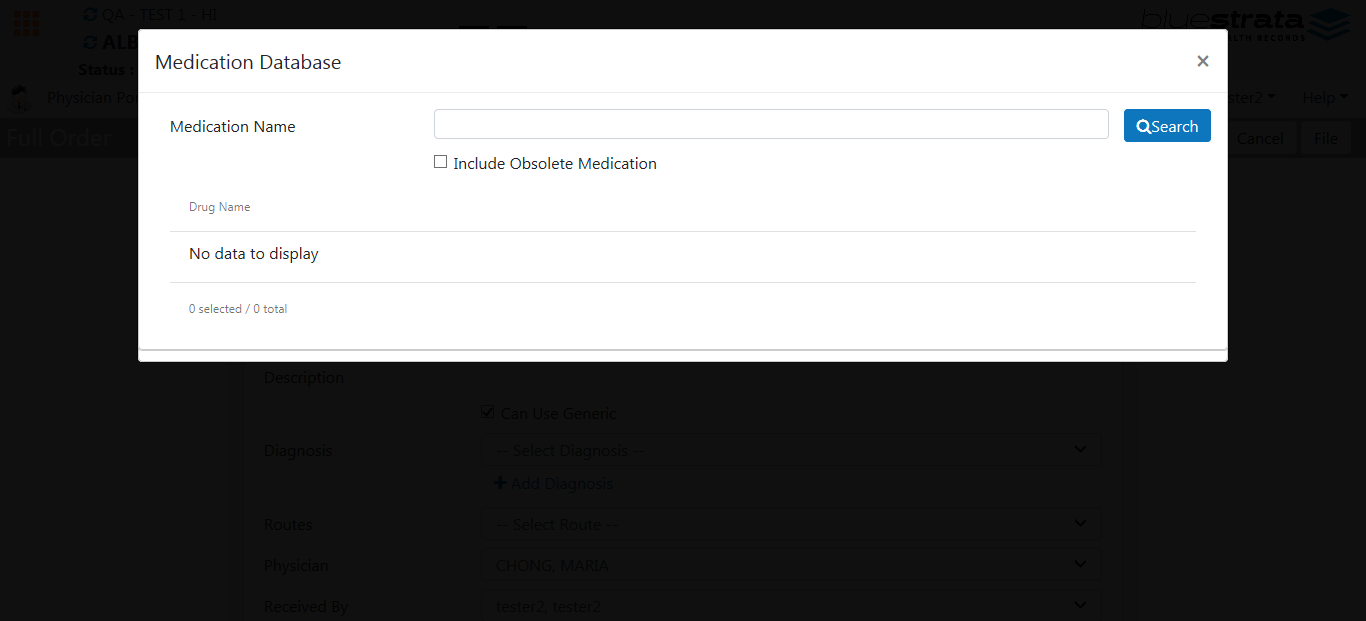 QA - TEST 1 - HI
bluestrata
ALB
LTH RECORDS
Status :
Medication Database
×
Physician Po
ster2
Help
Medication Name
Search
Full Order
Cancel
File
Include Obsolete Medication
Drug Name
No data to display
0 selected / 0 total
Description
Can Use Generic
Diagnosis
-- Select Diagnosis --
Add Diagnosis
Routes
-- Select Route --
Physician
CHONG, MARIA
Received By
tester2, tester2